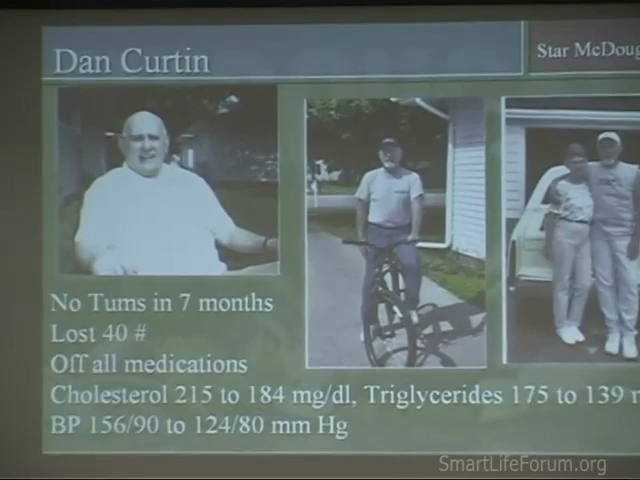 Dan Curtin
Star McDoug
No Tums in 7 months
Lost 40 #
Off all medications
Cholesterol 215 to 184 mg/dl, Triglycerides 175 to 139
BP 156/90 to 124/80 mm Hg
SmartLifeForum.org